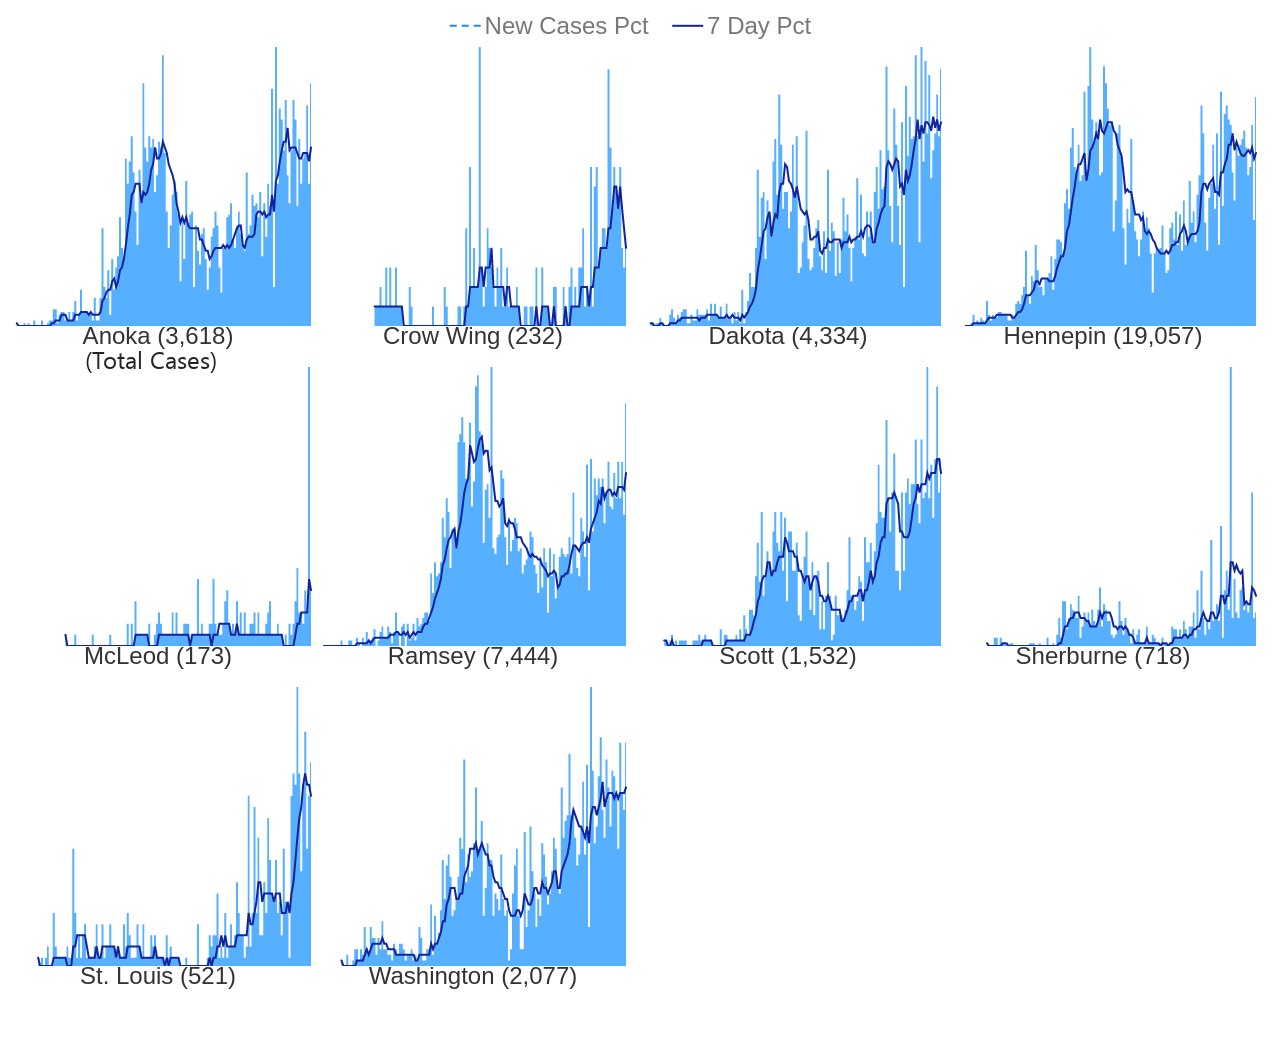 New Cases Pct 7 Day Pct
Anoka (3,618) Crow Wing (232) Dakota (4,334) Hennepin (19,057)
(Total Cases)
McLeod (173) Ramsey (7,444) Scott (1,532) Sherburne (718)
St. Louis (521) Washington (2,077)